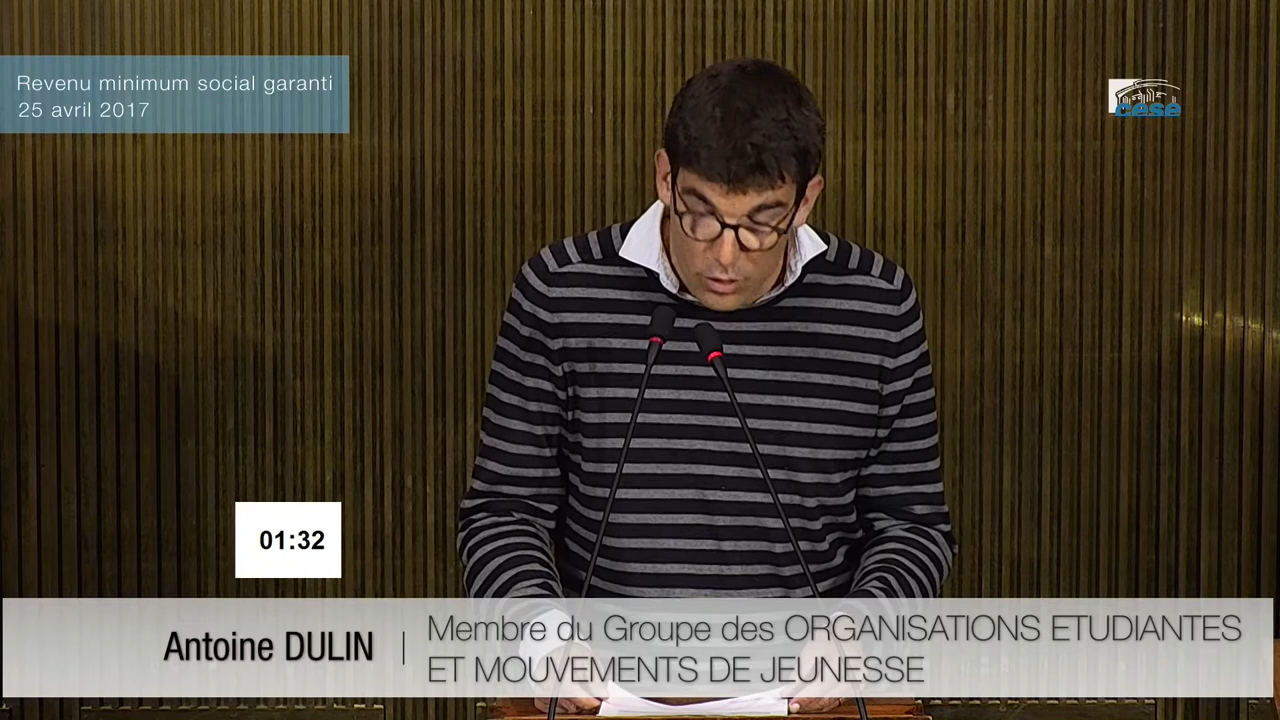 Revenu minimum social garanti
25 avril 2017
cese
01:32
Antoine DULIN
Membre du Groupe des ORGANISATIONS ETUDIANTES
ET MOUVEMENTS DE JEUNESSE